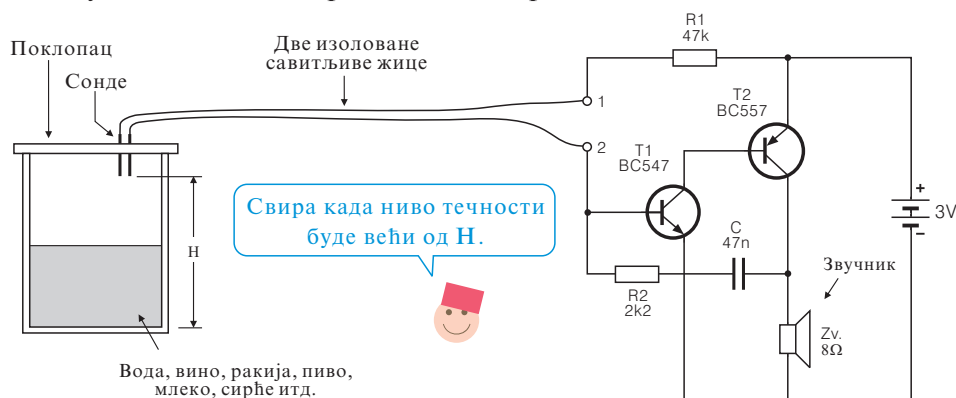 Поклопац
Сонде
Две изоловане
савитљиве жице
R1
47k
1
2
T2
BC557
T1
BC547
Свира када ниво течности
буде већи од H.
H
C
47n
R2
2k2
+
3V
-
Звучник
Zv.
8Ω
Вода, вино, ракија, пиво,
млеко, сирће итд.